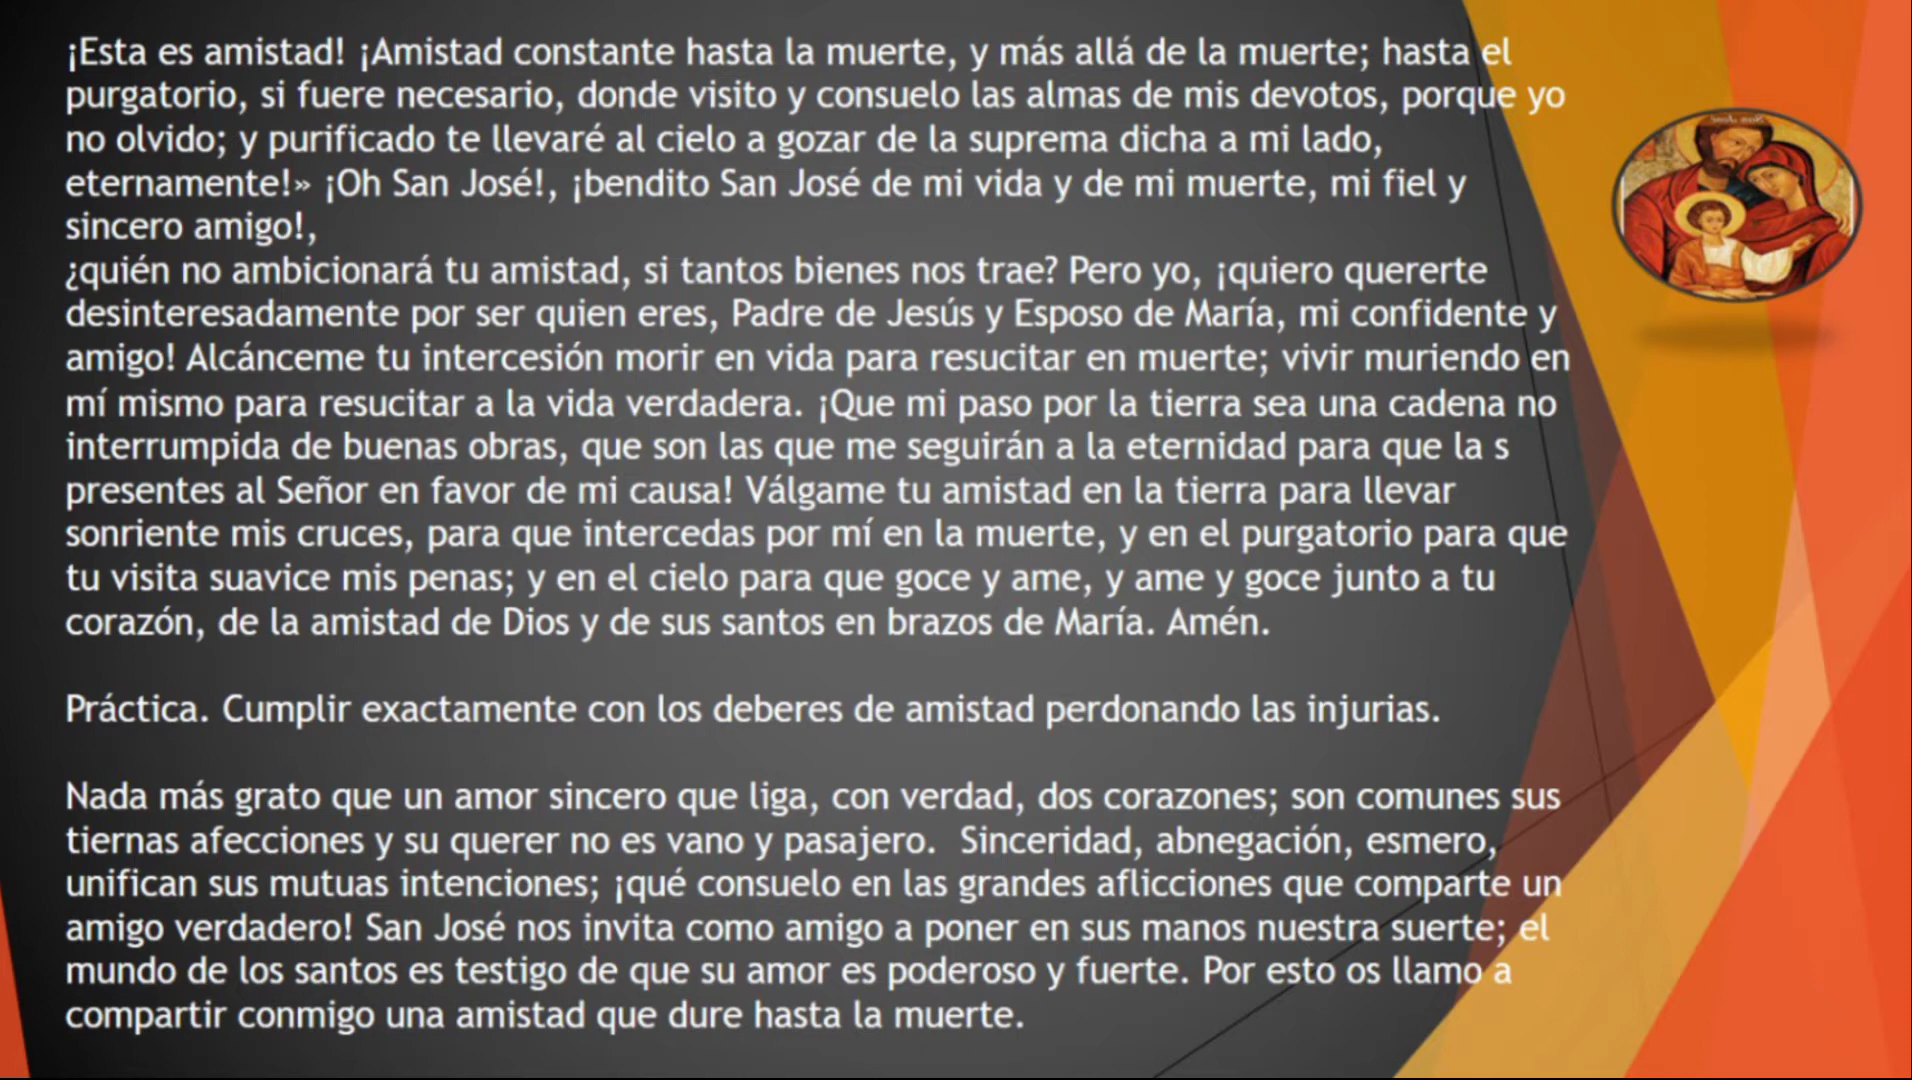 ¡Esta es amistad! ¡Amistad constante hasta la muerte, y más allá de la muerte; hasta el
purgatorio, si fuere necesario, donde visito y consuelo las almas de mis devotos, porque yo
no olvido; y purificado te llevaré al cielo a gozar de la suprema dicha a mi lado,
eternamente!» ¡Oh San José!, ¡bendito San José de mi vida y de mi muerte, mi fiel y
sincero amigo!,
¿quién no ambicionará tu amistad, si tantos bienes nos trae? Pero yo, ¡quiero quererte
desinteresadamente por ser quien eres, Padre de Jesús y Esposo de María, mi confidente y
amigo! Alcánceme tu intercesión morir en vida para resucitar en muerte; vivir muriendo en
mí mismo para resucitar a la vida verdadera. ¡Que mi paso por la tierra sea una cadena no
interrumpida de buenas obras, que son las que me seguirán a la eternidad para que la s
presentes al Señor en favor de mi causa! Válgame tu amistad en la tierra para llevar
sonriente mis cruces, para que intercedas por mí en la muerte, y en el purgatorio para que
tu visita suavice mis penas; y en el cielo para que goce y ame, y ame y goce junto a tu
corazón, de la amistad de Dios y de sus santos en brazos de María. Amén.
Práctica. Cumplir exactamente con los deberes de amistad perdonando las injurias.
Nada más grato que un amor sincero que liga, con verdad, dos corazones; son comunes sus
tiernas afecciones y su querer no es vano y pasajero.  Sinceridad, abnegación, esmero,
unifican sus mutuas intenciones; ¡qué consuelo en las grandes aflicciones que comparte un
amigo verdadero! San José nos invita como amigo a poner en sus manos nuestra suerte; el
mundo de los santos es testigo de que su amor es poderoso y fuerte. Por esto os llamo a
compartir conmigo una amistad que dure hasta la muerte.